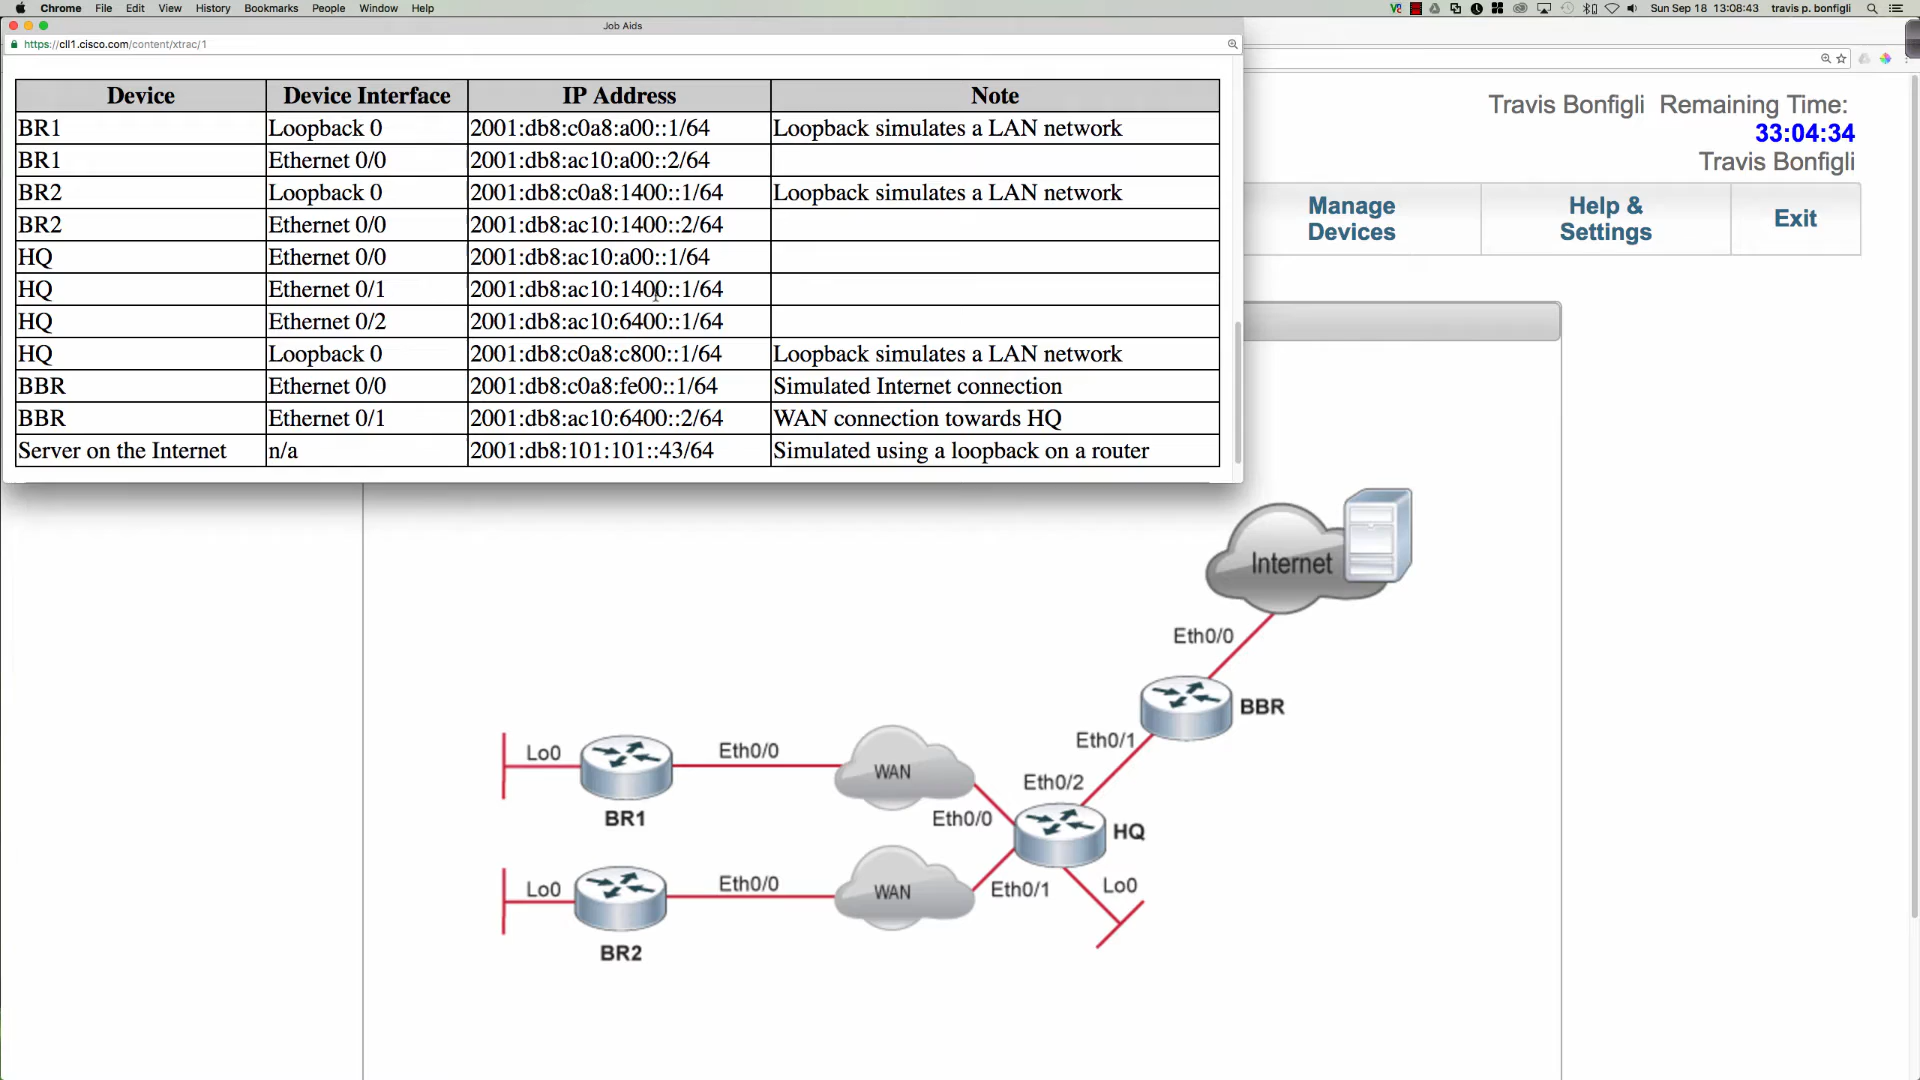 Chrome File Edit View History Bookmarks People Window Help
Sun Sep 18 13:08:43 travis p. bonfigli
Job Aids
https://cll1.cisco.com/content/xtrac/1
Device Device Interface IP Address Note
BR1 Loopback 0 2001:db8:c0a8:a00::1/64 Loopback simulates a LAN network
BR1 Ethernet 0/0 2001:db8:ac10:a00::2/64
BR2 Loopback 0 2001:db8:c0a8:1400::1/64 Loopback simulates a LAN network
BR2 Ethernet 0/0 2001:db8:ac10:1400::2/64
HQ Ethernet 0/0 2001:db8:ac10:a00::1/64
HQ Ethernet 0/1 2001:db8:ac10:1400::1/64
HQ Ethernet 0/2 2001:db8:ac10:6400::1/64
HQ Loopback 0 2001:db8:c0a8:c800::1/64 Loopback simulates a LAN network
BBR Ethernet 0/0 2001:db8:c0a8:fe00::1/64 Simulated Internet connection
BBR Ethernet 0/1 2001:db8:ac10:6400::2/64 WAN connection towards HQ
Server on the Internet n/a 2001:db8:101:101::43/64 Simulated using a loopback on a router
Travis Bonfigli Remaining Time:
33:04:34
Travis Bonfigli
Manage
Devices
Help &
Settings
Exit
Internet
Eth0/0
BBR
Eth0/1
Eth0/2
Lo0
Eth0/0
WAN
BR1
Eth0/0
HQ
Lo0
Eth0/0
WAN
Eth0/1
Lo0
BR2